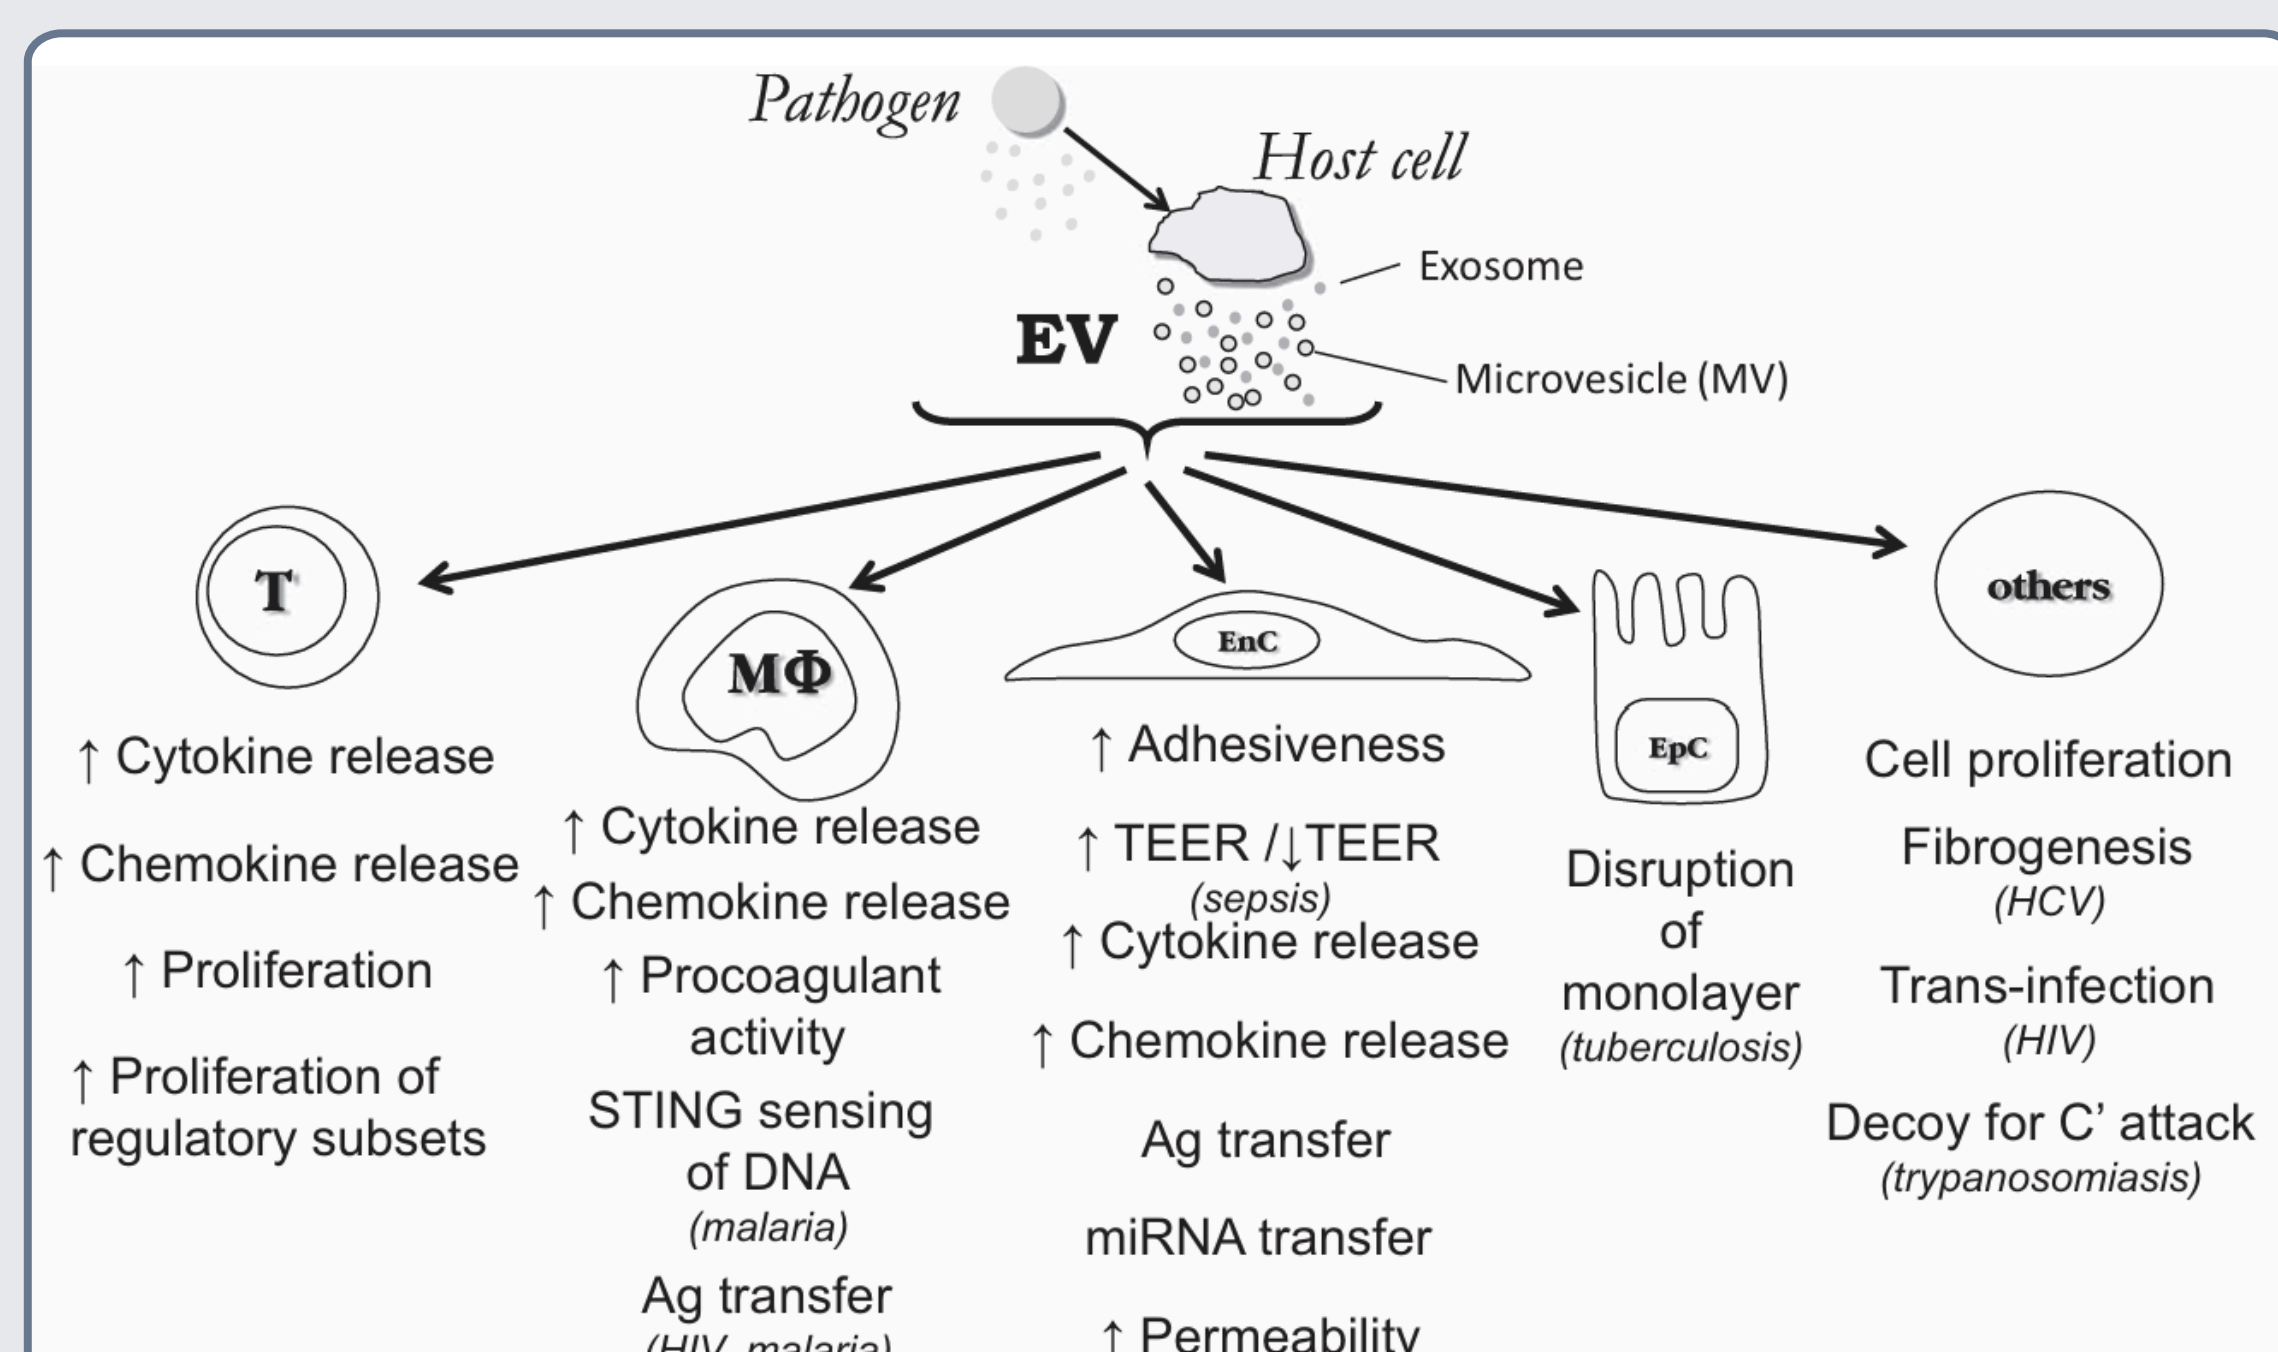 Pathogen
Host cell
Exosome
EV
Microvesicle (MV)
T
↑ Cytokine release
↑ Chemokine release
↑ Proliferation
↑ Proliferation of
regulatory subsets
MΦ
↑ Cytokine release
↑ Chemokine release
↑ Procoagulant
activity
STING sensing
of DNA
(malaria)
Ag transfer
(HIV, malaria)
EnC
↑ Adhesiveness
↑ TEER /↓TEER
(sepsis)
↑ Cytokine release
↑ Chemokine release
Ag transfer
miRNA transfer
↑ Permeability
EpC
Disruption
of
monolayer
(tuberculosis)
others
Cell proliferation
Fibrogenesis
(HCV)
Trans-infection
(HIV)
Decoy for C’ attack
(trypanosomiasis)